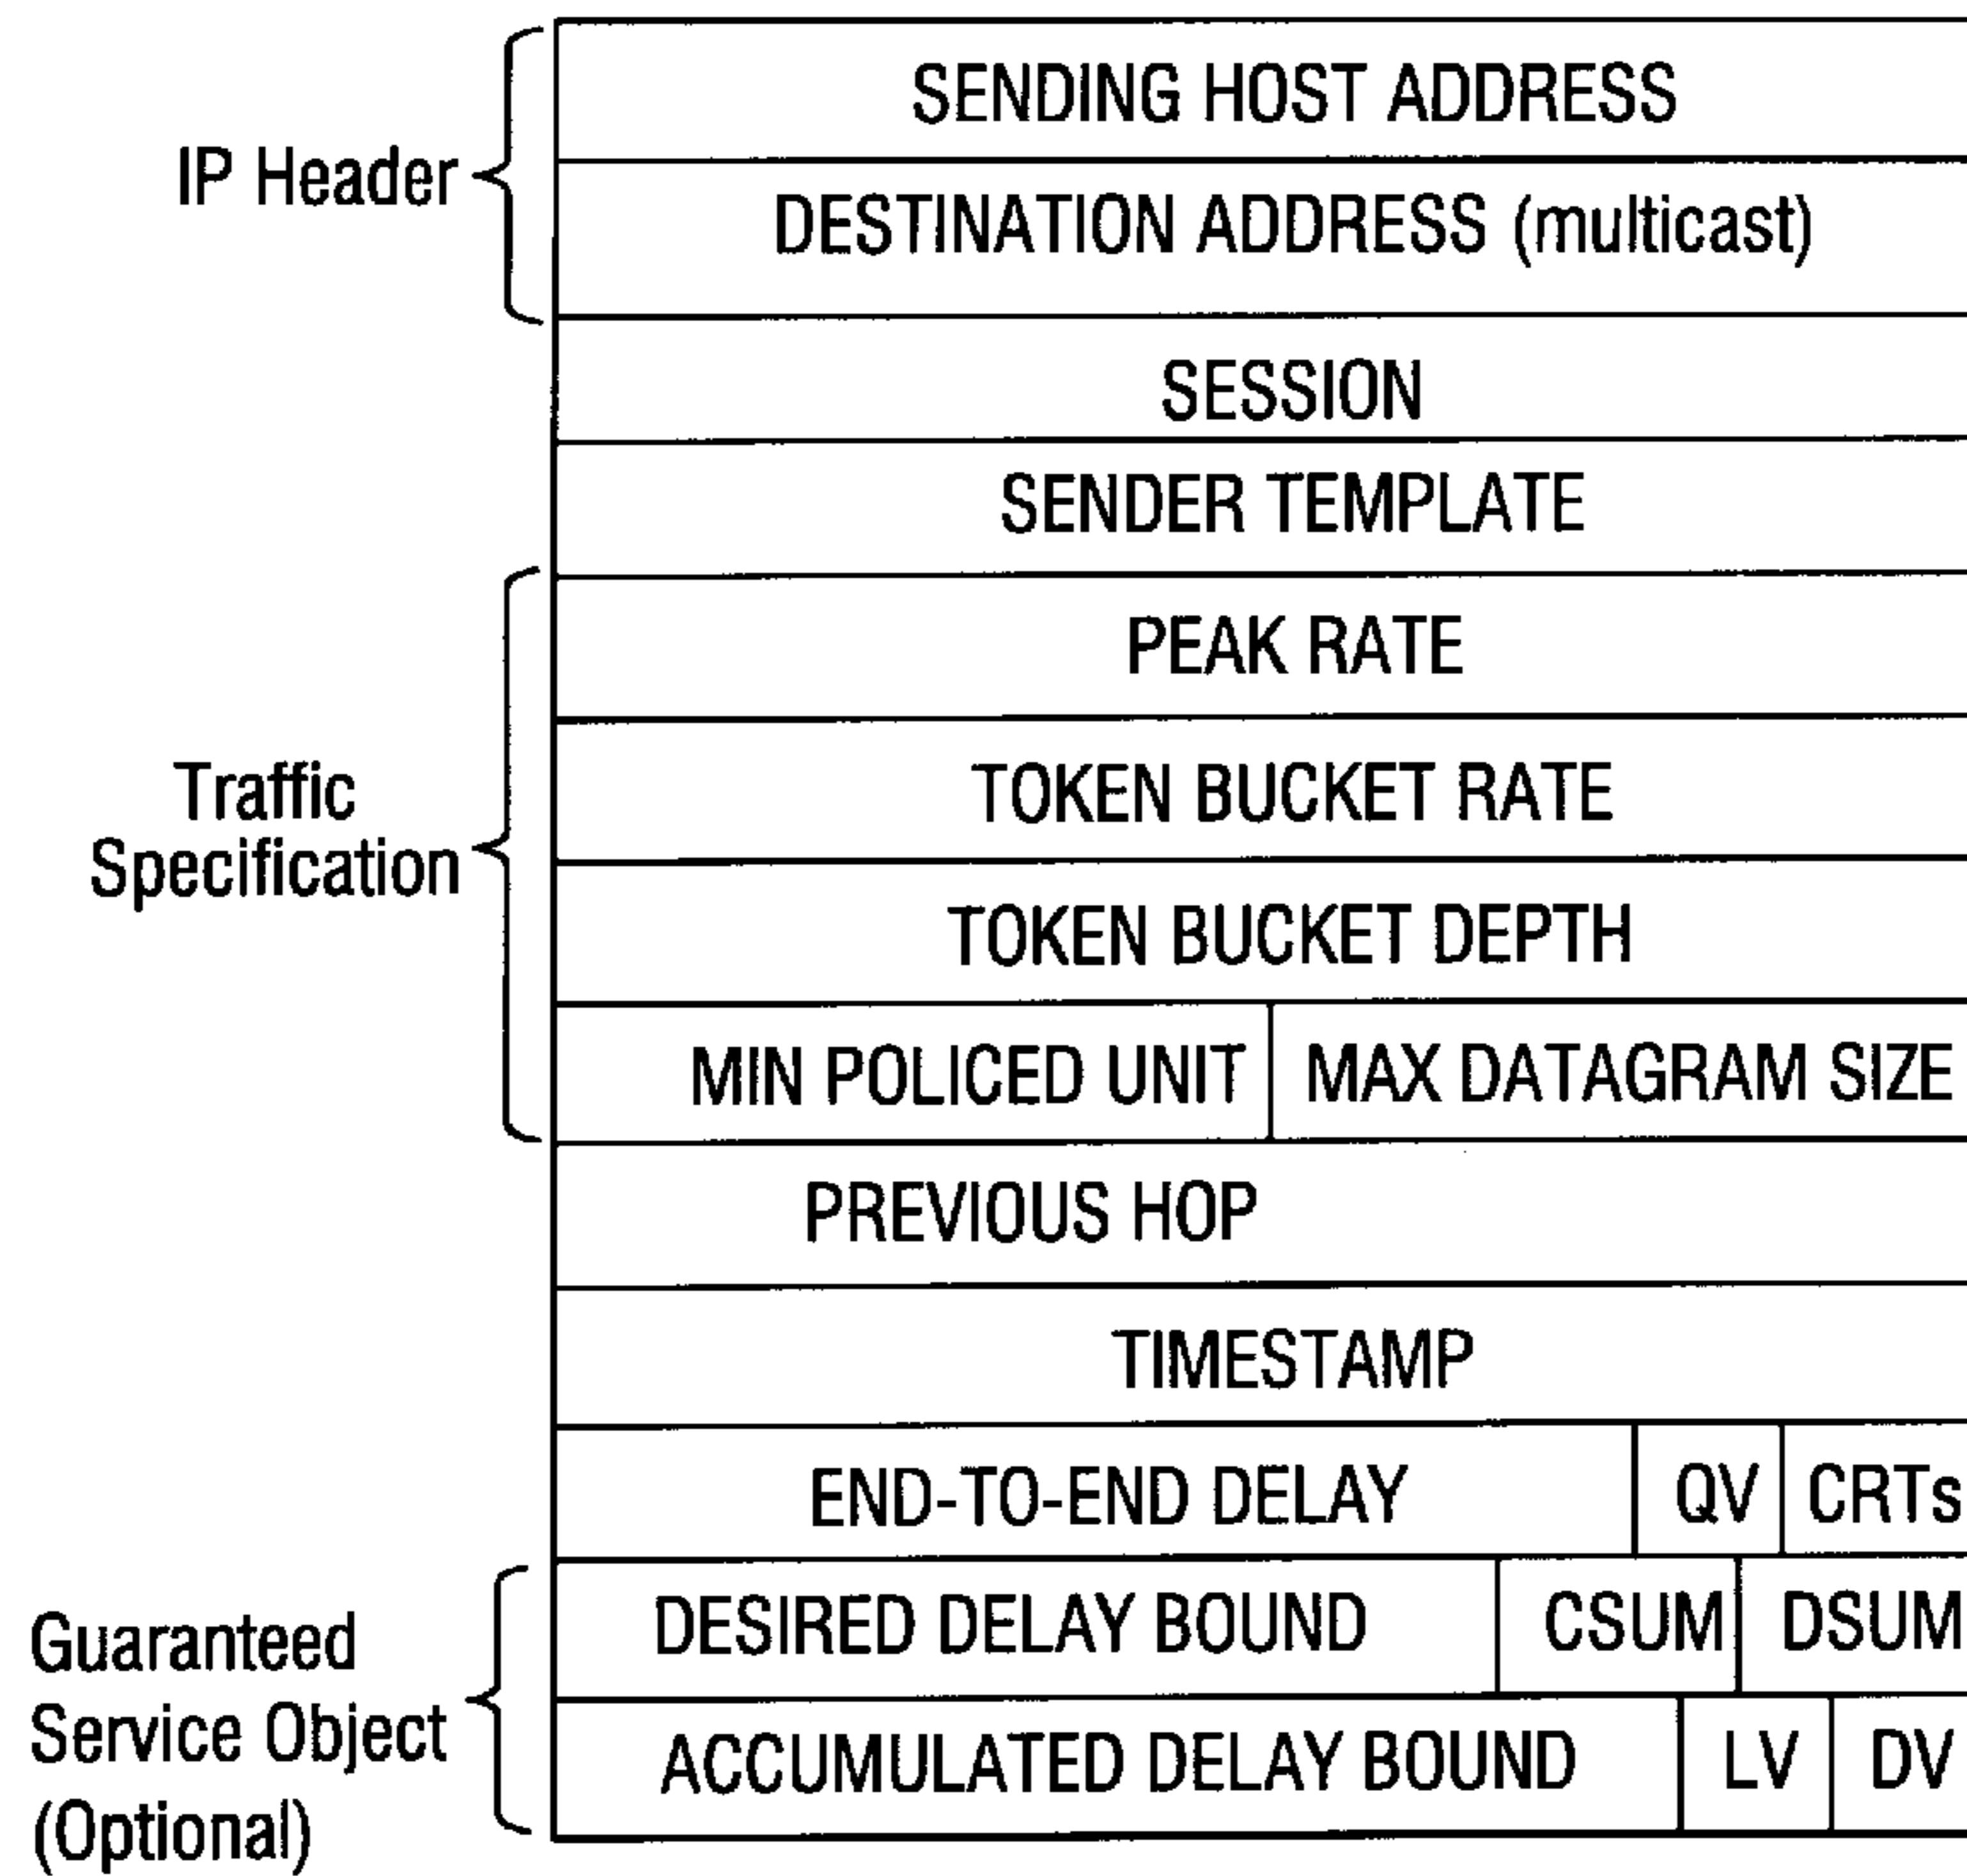 IP Header
SENDING HOST ADDRESS
DESTINATION ADDRESS (multicast)
SESSION
SENDER TEMPLATE
Traffic
Specification
PEAK RATE
TOKEN BUCKET RATE
TOKEN BUCKET DEPTH
MIN POLICED UNIT MAX DATAGRAM SIZE
PREVIOUS HOP
TIMESTAMP
END-TO-END DELAY QV CRTs
Guaranteed
Service Object
(Optional)
DESIRED DELAY BOUND CSUM DSUM
ACCUMULATED DELAY BOUND LV DV